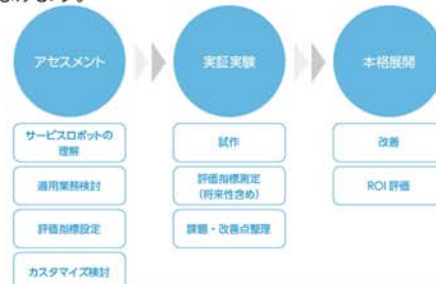 アセスメント
実証実験
本格展開
サービスロボットの
理解
適用業務検討
評価指標設定
カスタマイズ検討
試作
評価指標測定
(将来性含め)
課題・改善点整理
改善
ROI 評価